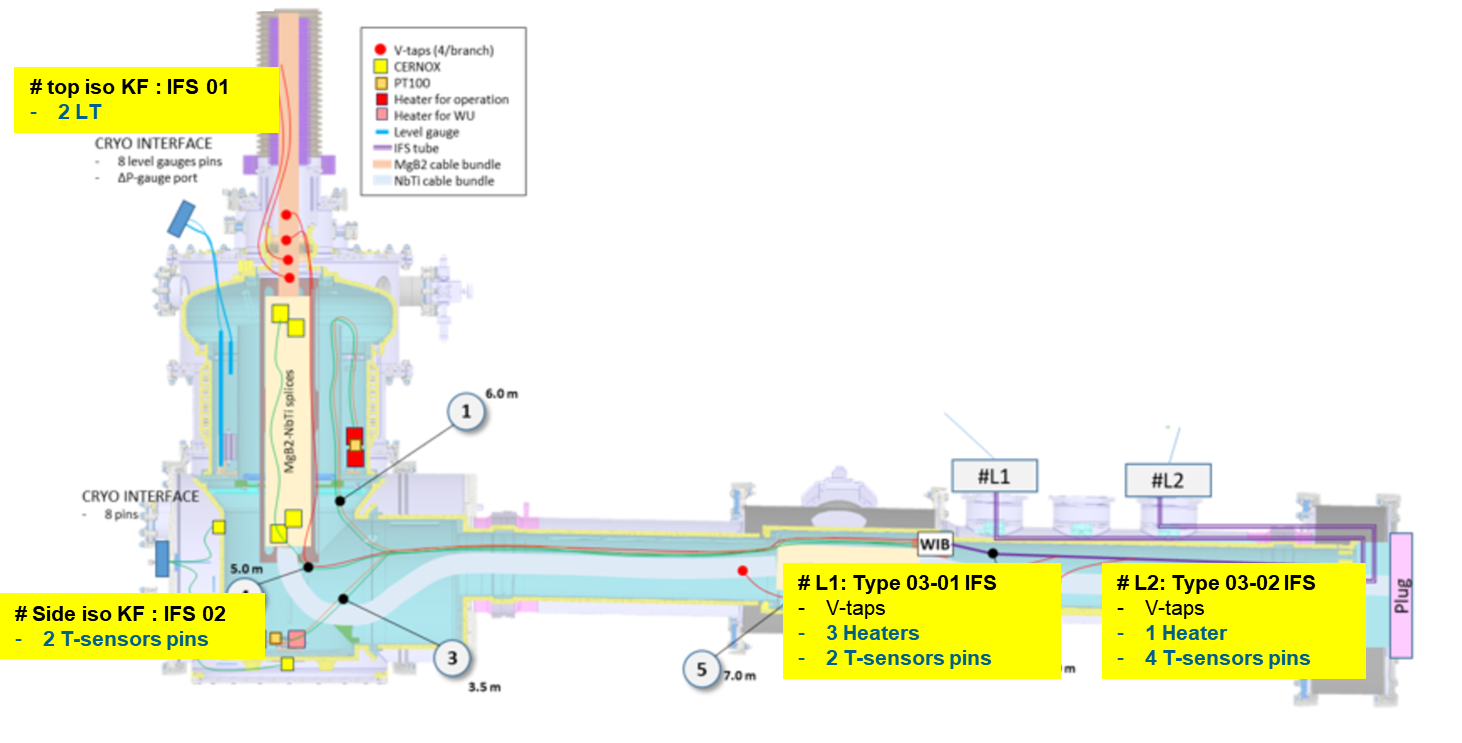 # top iso KF : IFS 01
- 2 LT
CRYO INTERFACE
- 8 level gauges pins
- ΔP-gauge port
V-taps (4/branch)
CERNOX
PT100
Heater for operation
Heater for WU
Level gauge
IFS tube
MgB2 cable bundle
NbTi cable bundle
MgB2-NbTi splices
1
6.0 m
CRYO INTERFACE
- 8 pins
5.0 m
# Side iso KF : IFS 02
- 2 T-sensors pins
3
3.5 m
5
7.0 m
WIB
#L1
#L2
# L1: Type 03-01 IFS
- V-taps
- 3 Heaters
- 2 T-sensors pins
m
# L2: Type 03-02 IFS
- V-taps
- 1 Heater
- 4 T-sensors pins
Plug